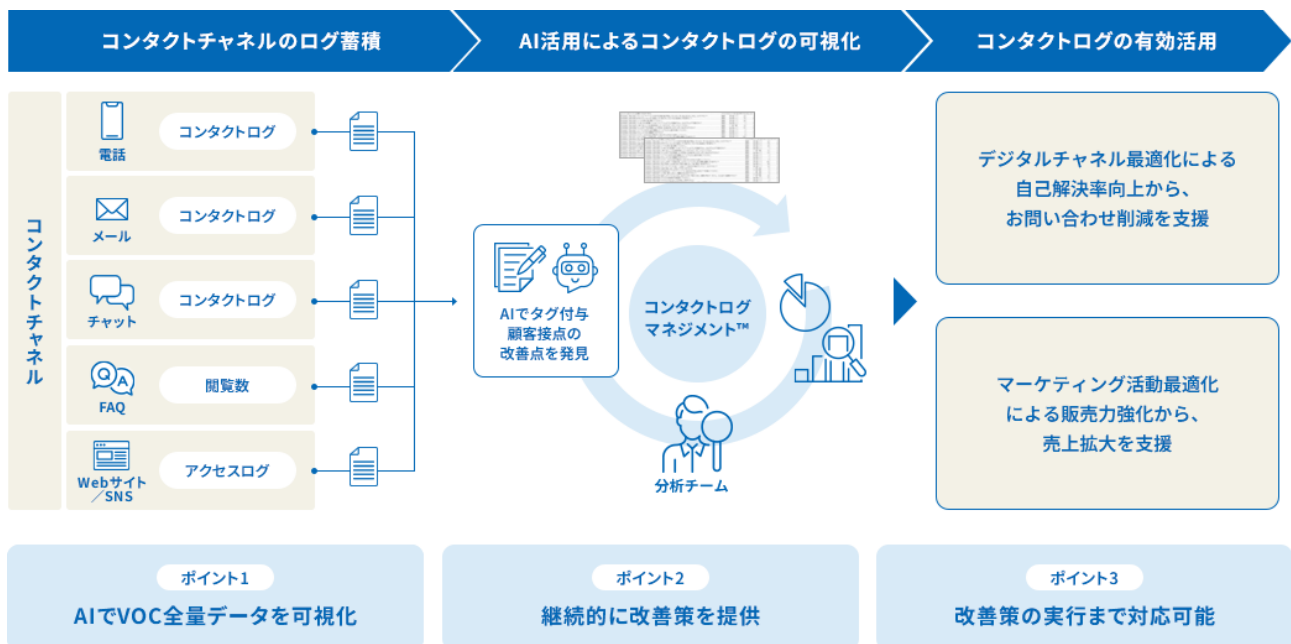 コンタクトチャネルのログ蓄積
AI活用によるコンタクトログの可視化
コンタクトログの有効活用
コンタクトチャネル
電話
コンタクトログ
メール
コンタクトログ
チャット
コンタクトログ
FAQ
閲覧数
Webサイト
／SNS
アクセスログ
Q A
AIでタグ付与
顧客接点の
改善点を発見
コンタクトログ
マネジメント™
分析チーム
デジタルチャネル最適化による
自己解決率向上から、
お問い合わせ削減を支援
マーケティング活動最適化
による販売力強化から、
売上拡大を支援
ポイント1
AIでVOC全量データを可視化
ポイント2
継続的に改善策を提供
ポイント3
改善策の実行まで対応可能